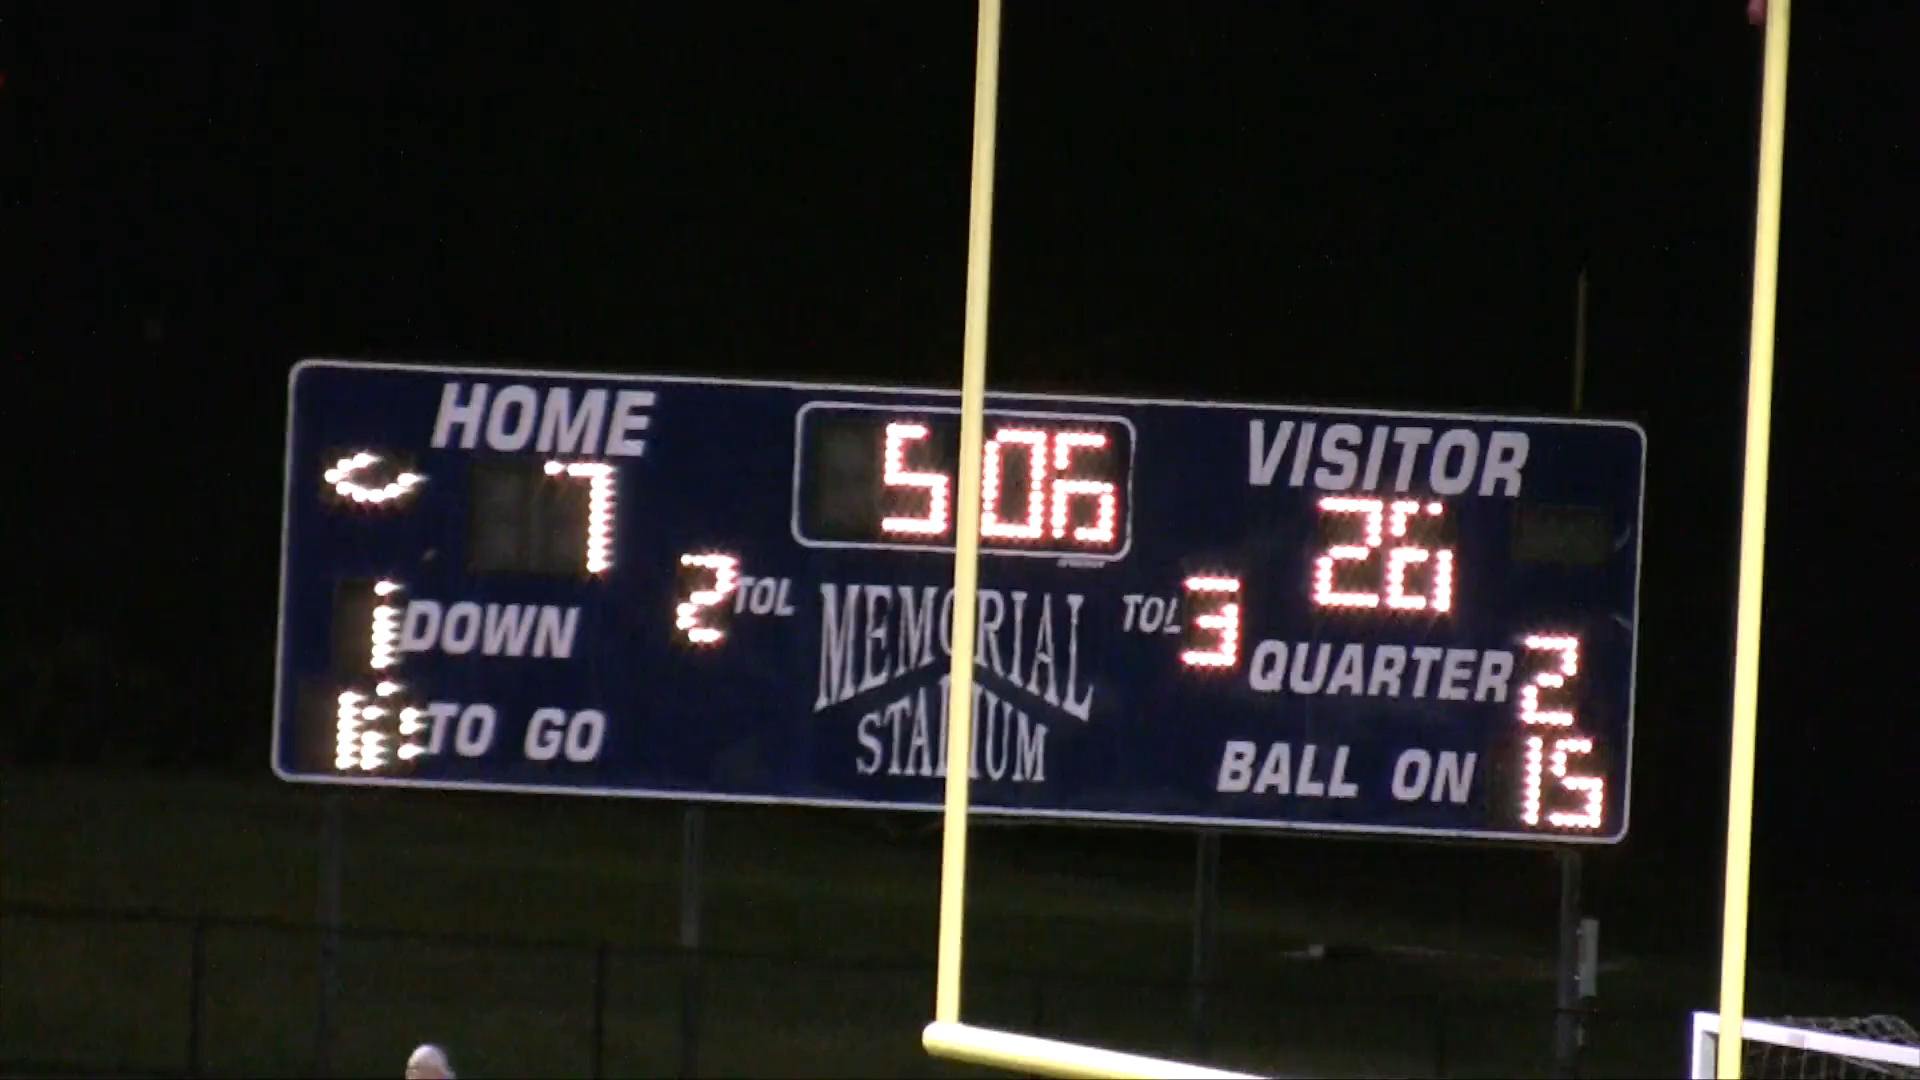 HOME
7
5 06
VISITOR
26
1 DOWN
2 TOL
MEMORIAL
STADIUM
TOL 3
QUARTER 2
TO GO
BALL ON 15